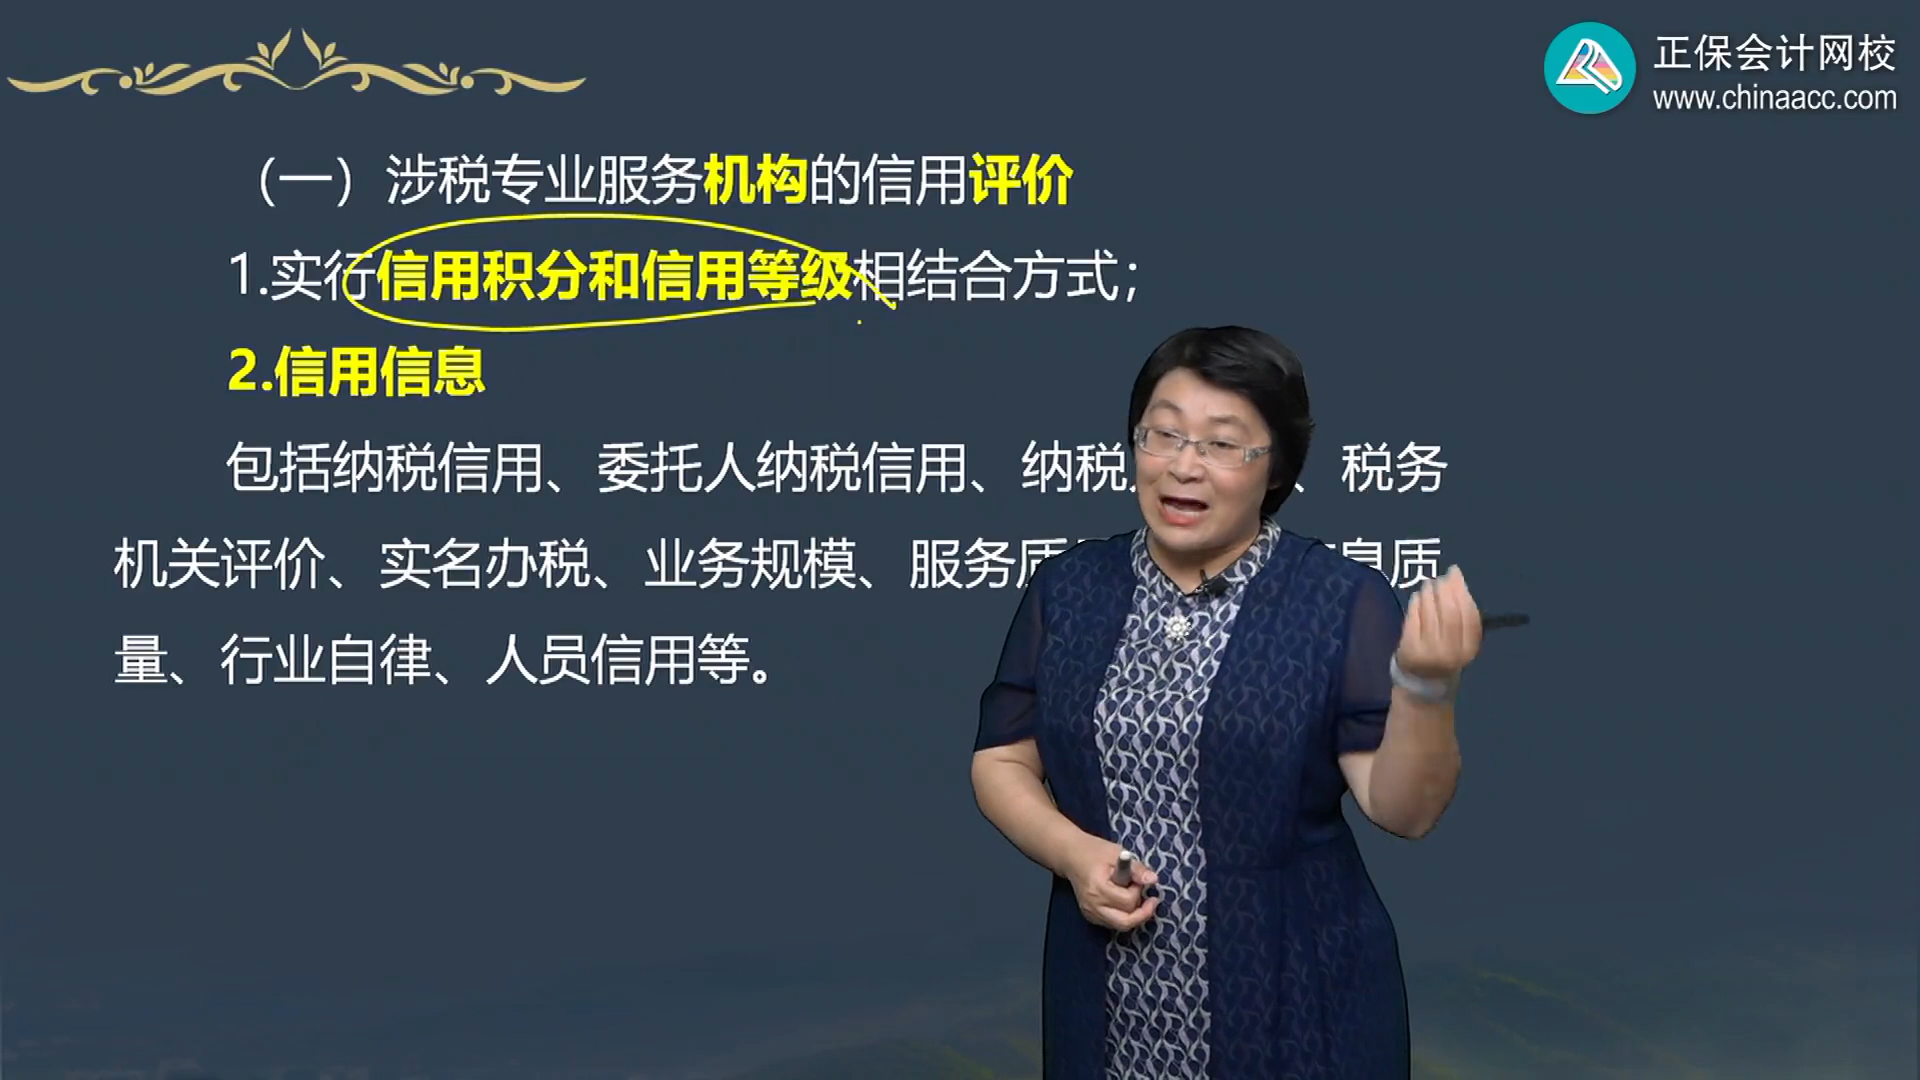 正保会计网校
www.chinaacc.com
（一）涉税专业服务机构的信用评价
1.实行信用积分和信用等级相结合方式；
2.信用信息
包括纳税信用、委托人纳税信用、纳税、税务
机关评价、实名办税、业务规模、服务质息质
量、行业自律、人员信用等。